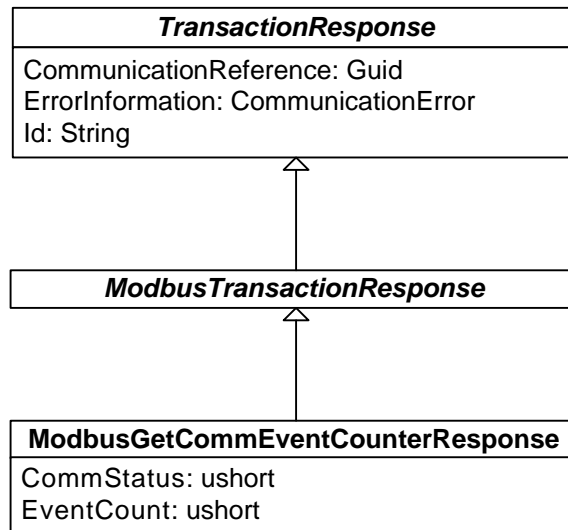 TransactionResponse
CommunicationReference: Guid
ErrorInformation: CommunicationError
Id: String
ModbusTransactionResponse
ModbusGetCommEventCounterResponse
CommStatus: ushort
EventCount: ushort